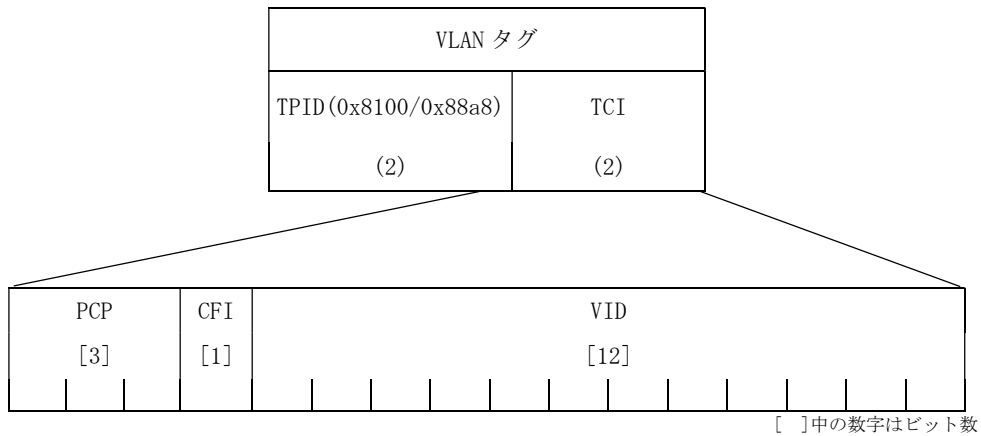 VLAN タグ
TPID(0x8100/0x88a8) TCI
(2) (2)
PCP CFI VID
[3] [1] [12]
[ ]中の数字はビット数